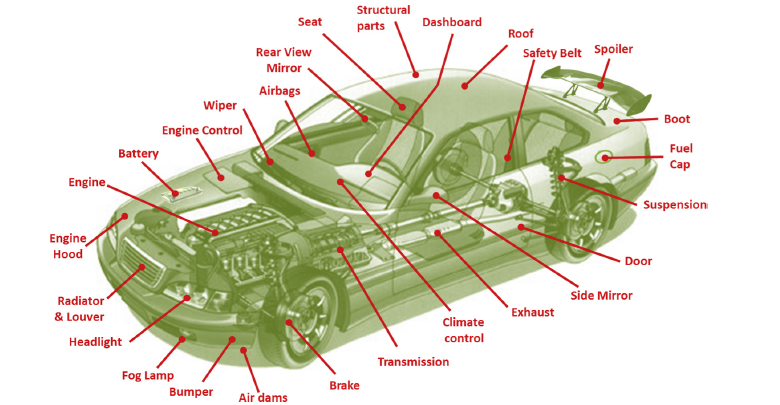 Structural
parts
Seat
Dashboard
Roof
Rear View
Mirror
Safety Belt
Spoiler
Airbags
Wiper
Boot
Engine Control
Battery
Fuel
Cap
Engine
Suspension
Engine
Hood
Door
Side Mirror
Radiator
& Louver
Exhaust
Climate
control
Headlight
Transmission
Fog Lamp
Brake
Bumper
Air dams